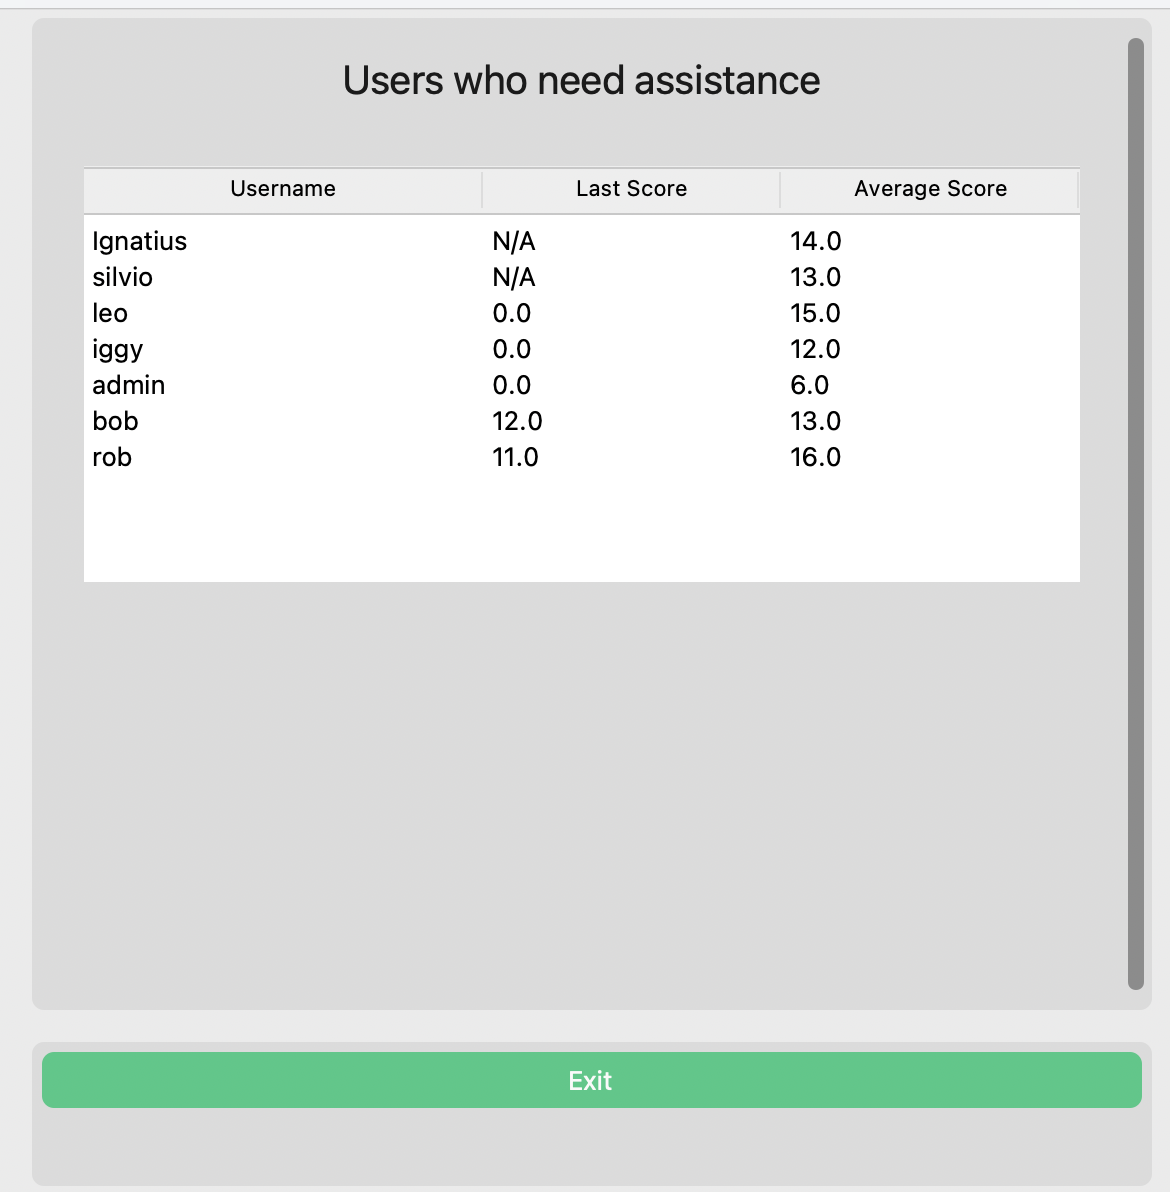 Users who need assistance
Username Last Score Average Score
Ignatius N/A 14.0
silvio N/A 13.0
leo 0.0 15.0
iggy 0.0 12.0
admin 0.0 6.0
bob 12.0 13.0
rob 11.0 16.0
Exit